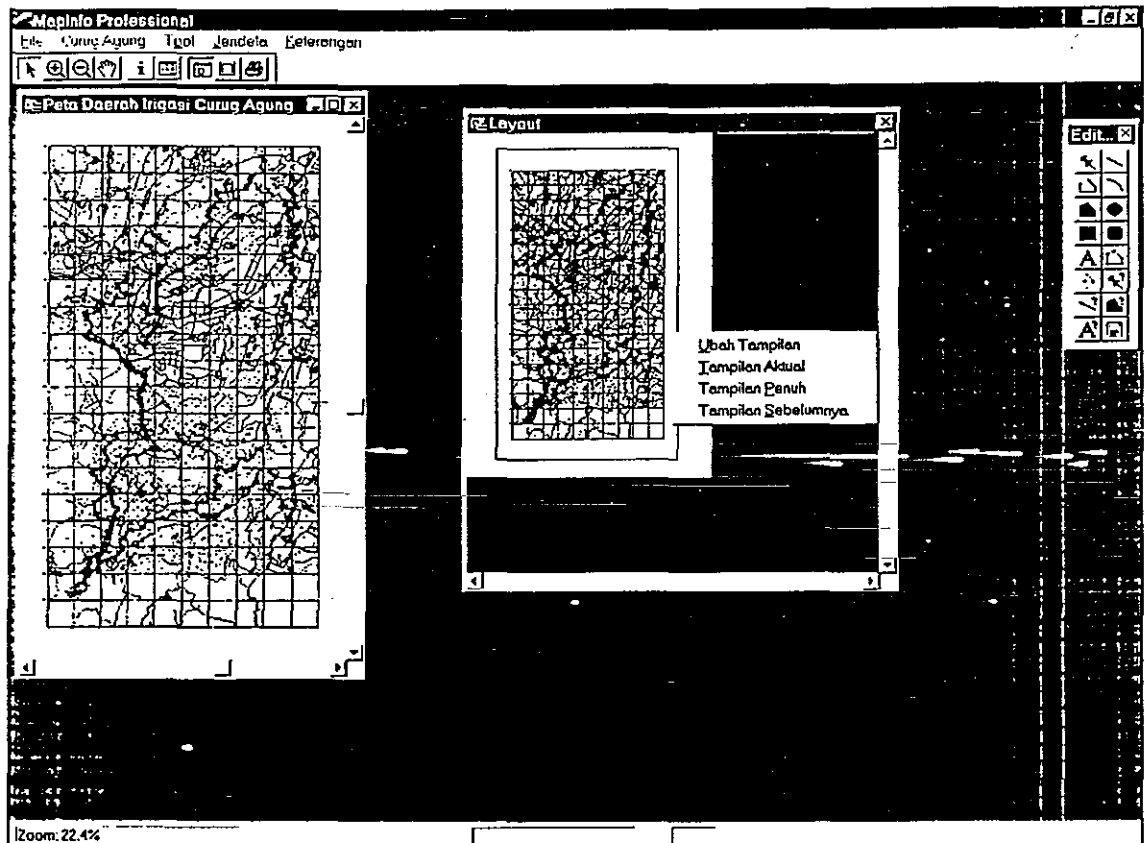 MapInfo Professional
File Curug Agung Tool Jendela Keterangan
Peta Daerah Irigasi Curug Agung
Layout
Edit...
Ubah Tampilan
Tampilan Aktual
Tampilan Penuh
Tampilan Sebelumnya
Zoom: 22.4%